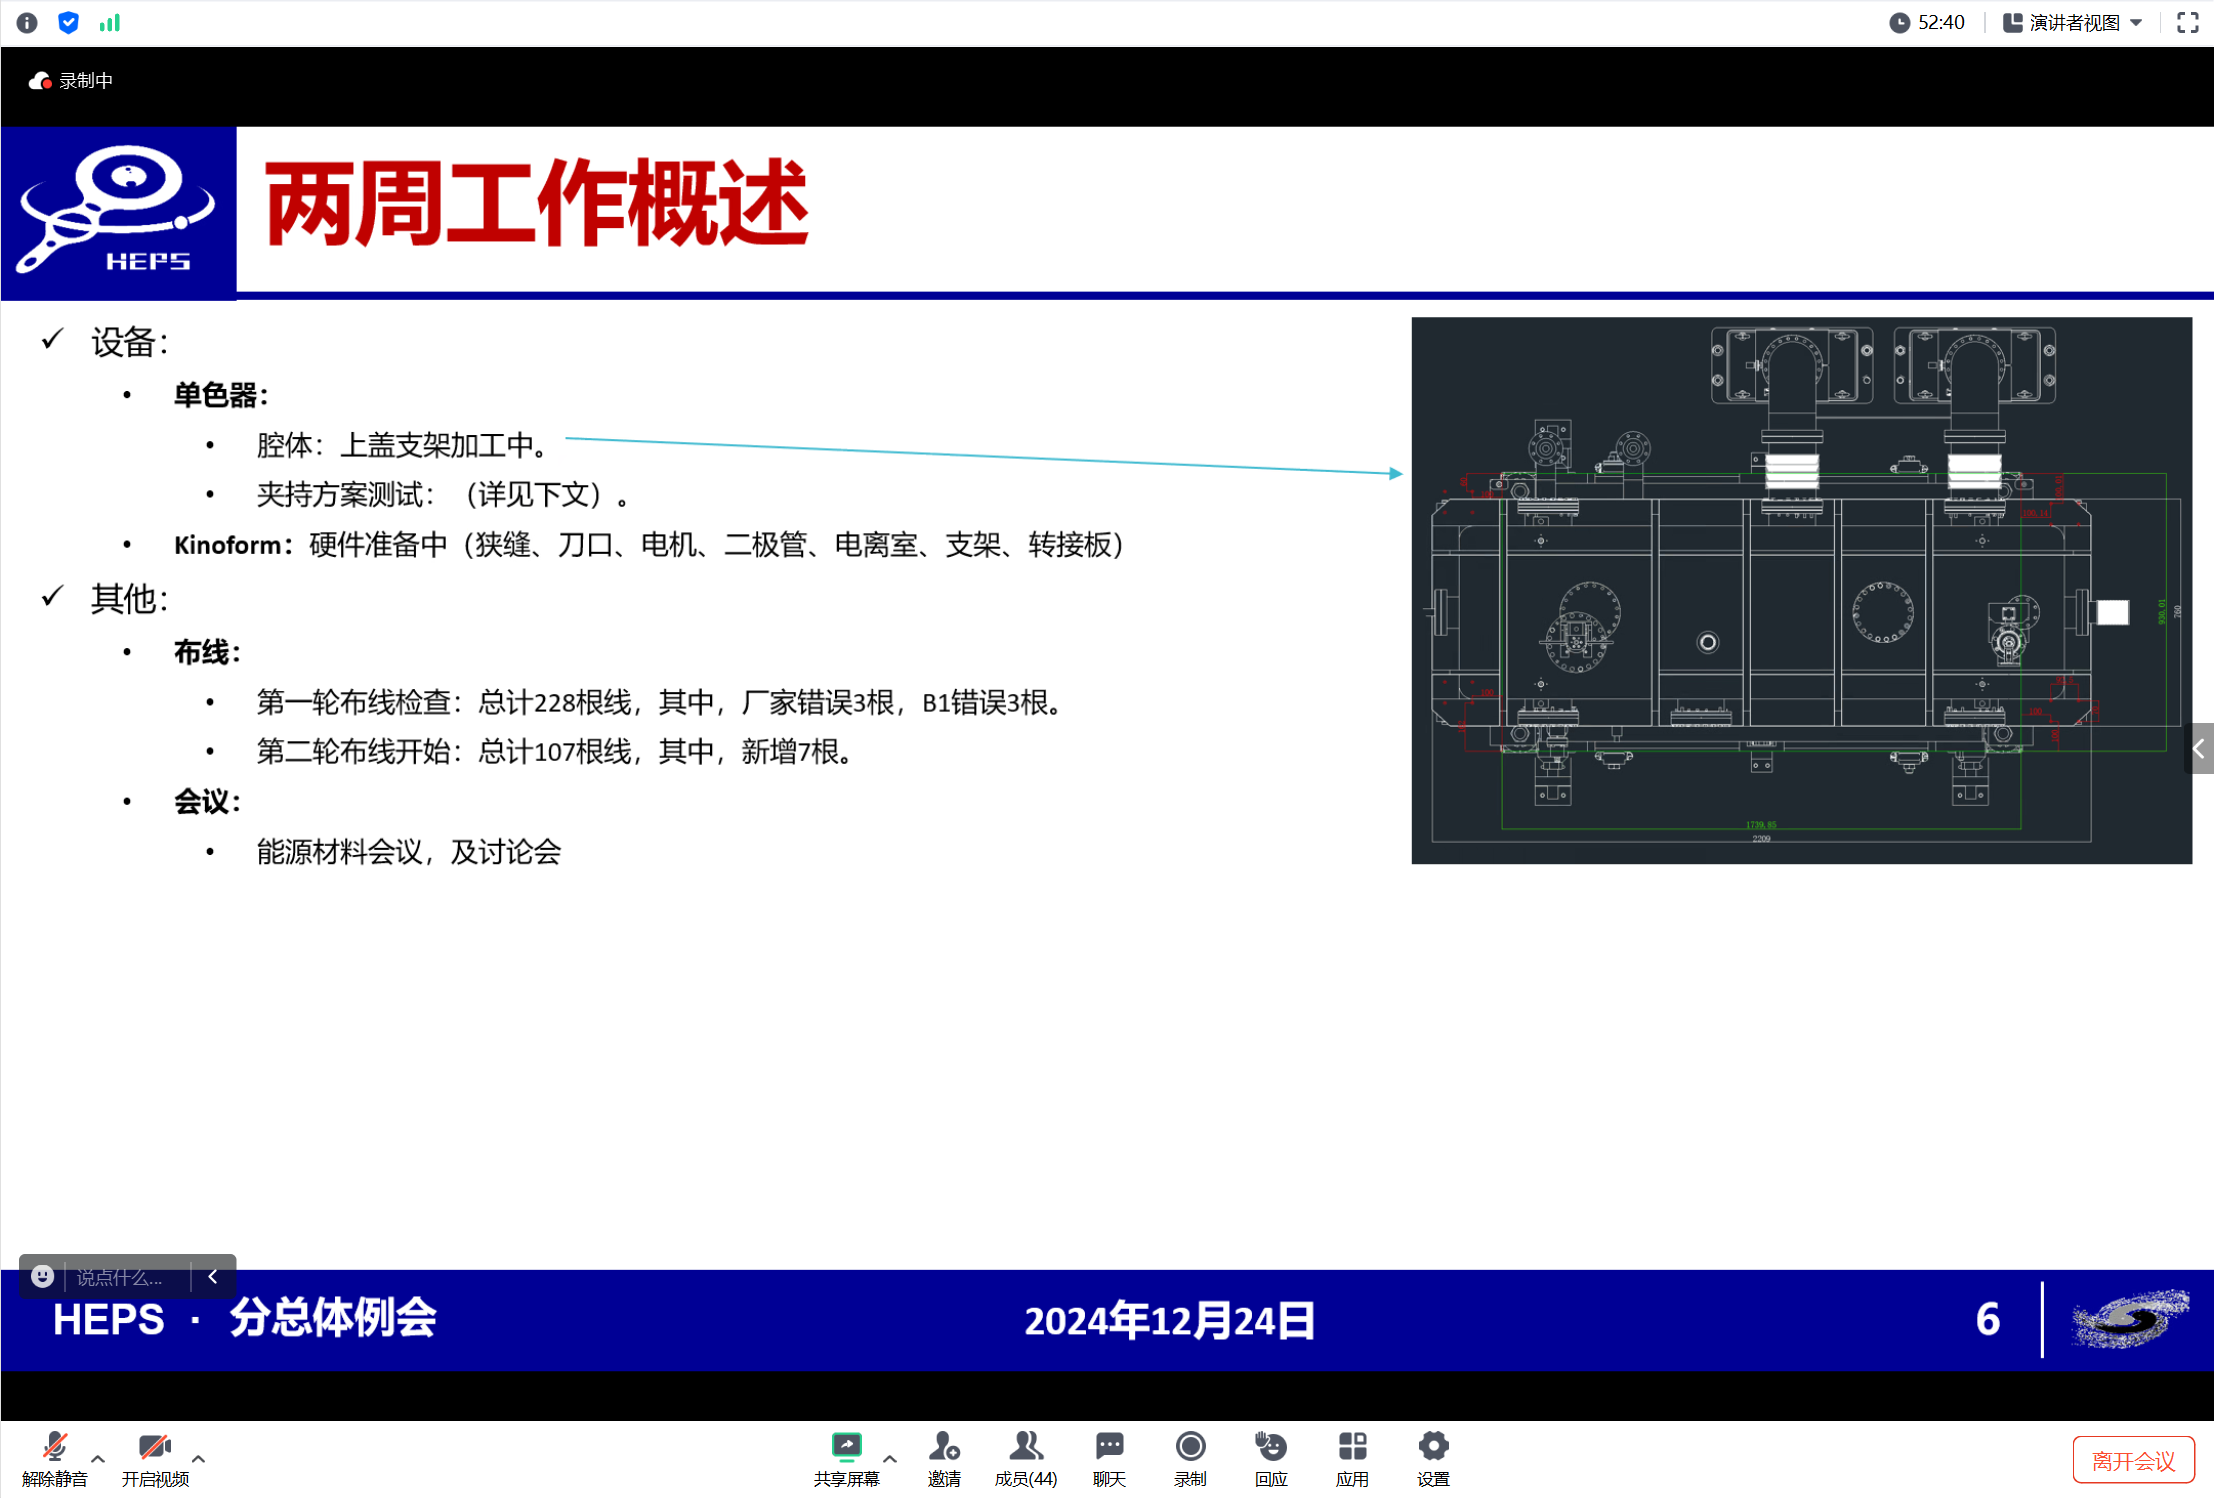 52:40
演讲者视图
录制中
HEPS
两周工作概述
✓ 设备：
• 单色器：
• 腔体：上盖支架加工中。
• 夹持方案测试：（详见下文）。
• Kinoform：硬件准备中（狭缝、刀口、电机、二极管、电离室、支架、转接板）
✓ 其他：
• 布线：
• 第一轮布线检查：总计228根线，其中，厂家错误3根，B1错误3根。
• 第二轮布线开始：总计107根线，其中，新增7根。
• 会议：
• 能源材料会议，及讨论会
100
100
100
930.01
760
1739.85
2209
说点什么...
HEPS · 分总体例会
2024年12月24日
6
解除静音
开启视频
共享屏幕
邀请
成员(44)
聊天
录制
回应
应用
设置
离开会议